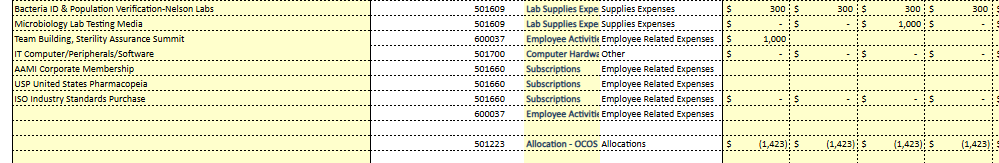 Bacteria ID & Population Verification-Nelson Labs 501609 Lab Supplies Expe Supplies Expenses $ 300 $ 300 $ 300 $ 300
Microbiology Lab Testing Media 501609 Lab Supplies Expe Supplies Expenses $ - $ - $ 1,000 $ -
Team Building, Sterility Assurance Summit 600037 Employee Activitie Employee Related Expenses $ 1,000
IT Computer/Peripherals/Software 501700 Computer Hardwa Other $ - $ - $ - $ -
AAMI Corporate Membership 501660 Subscriptions Employee Related Expenses
USP United States Pharmacopeia 501660 Subscriptions Employee Related Expenses
ISO Industry Standards Purchase 501660 Subscriptions Employee Related Expenses $ - $ - $ - $ -
600037 Employee Activitie Employee Related Expenses
501223 Allocation - OCOS Allocations $ (1,423) $ (1,423) $ (1,423) $ (1,423)